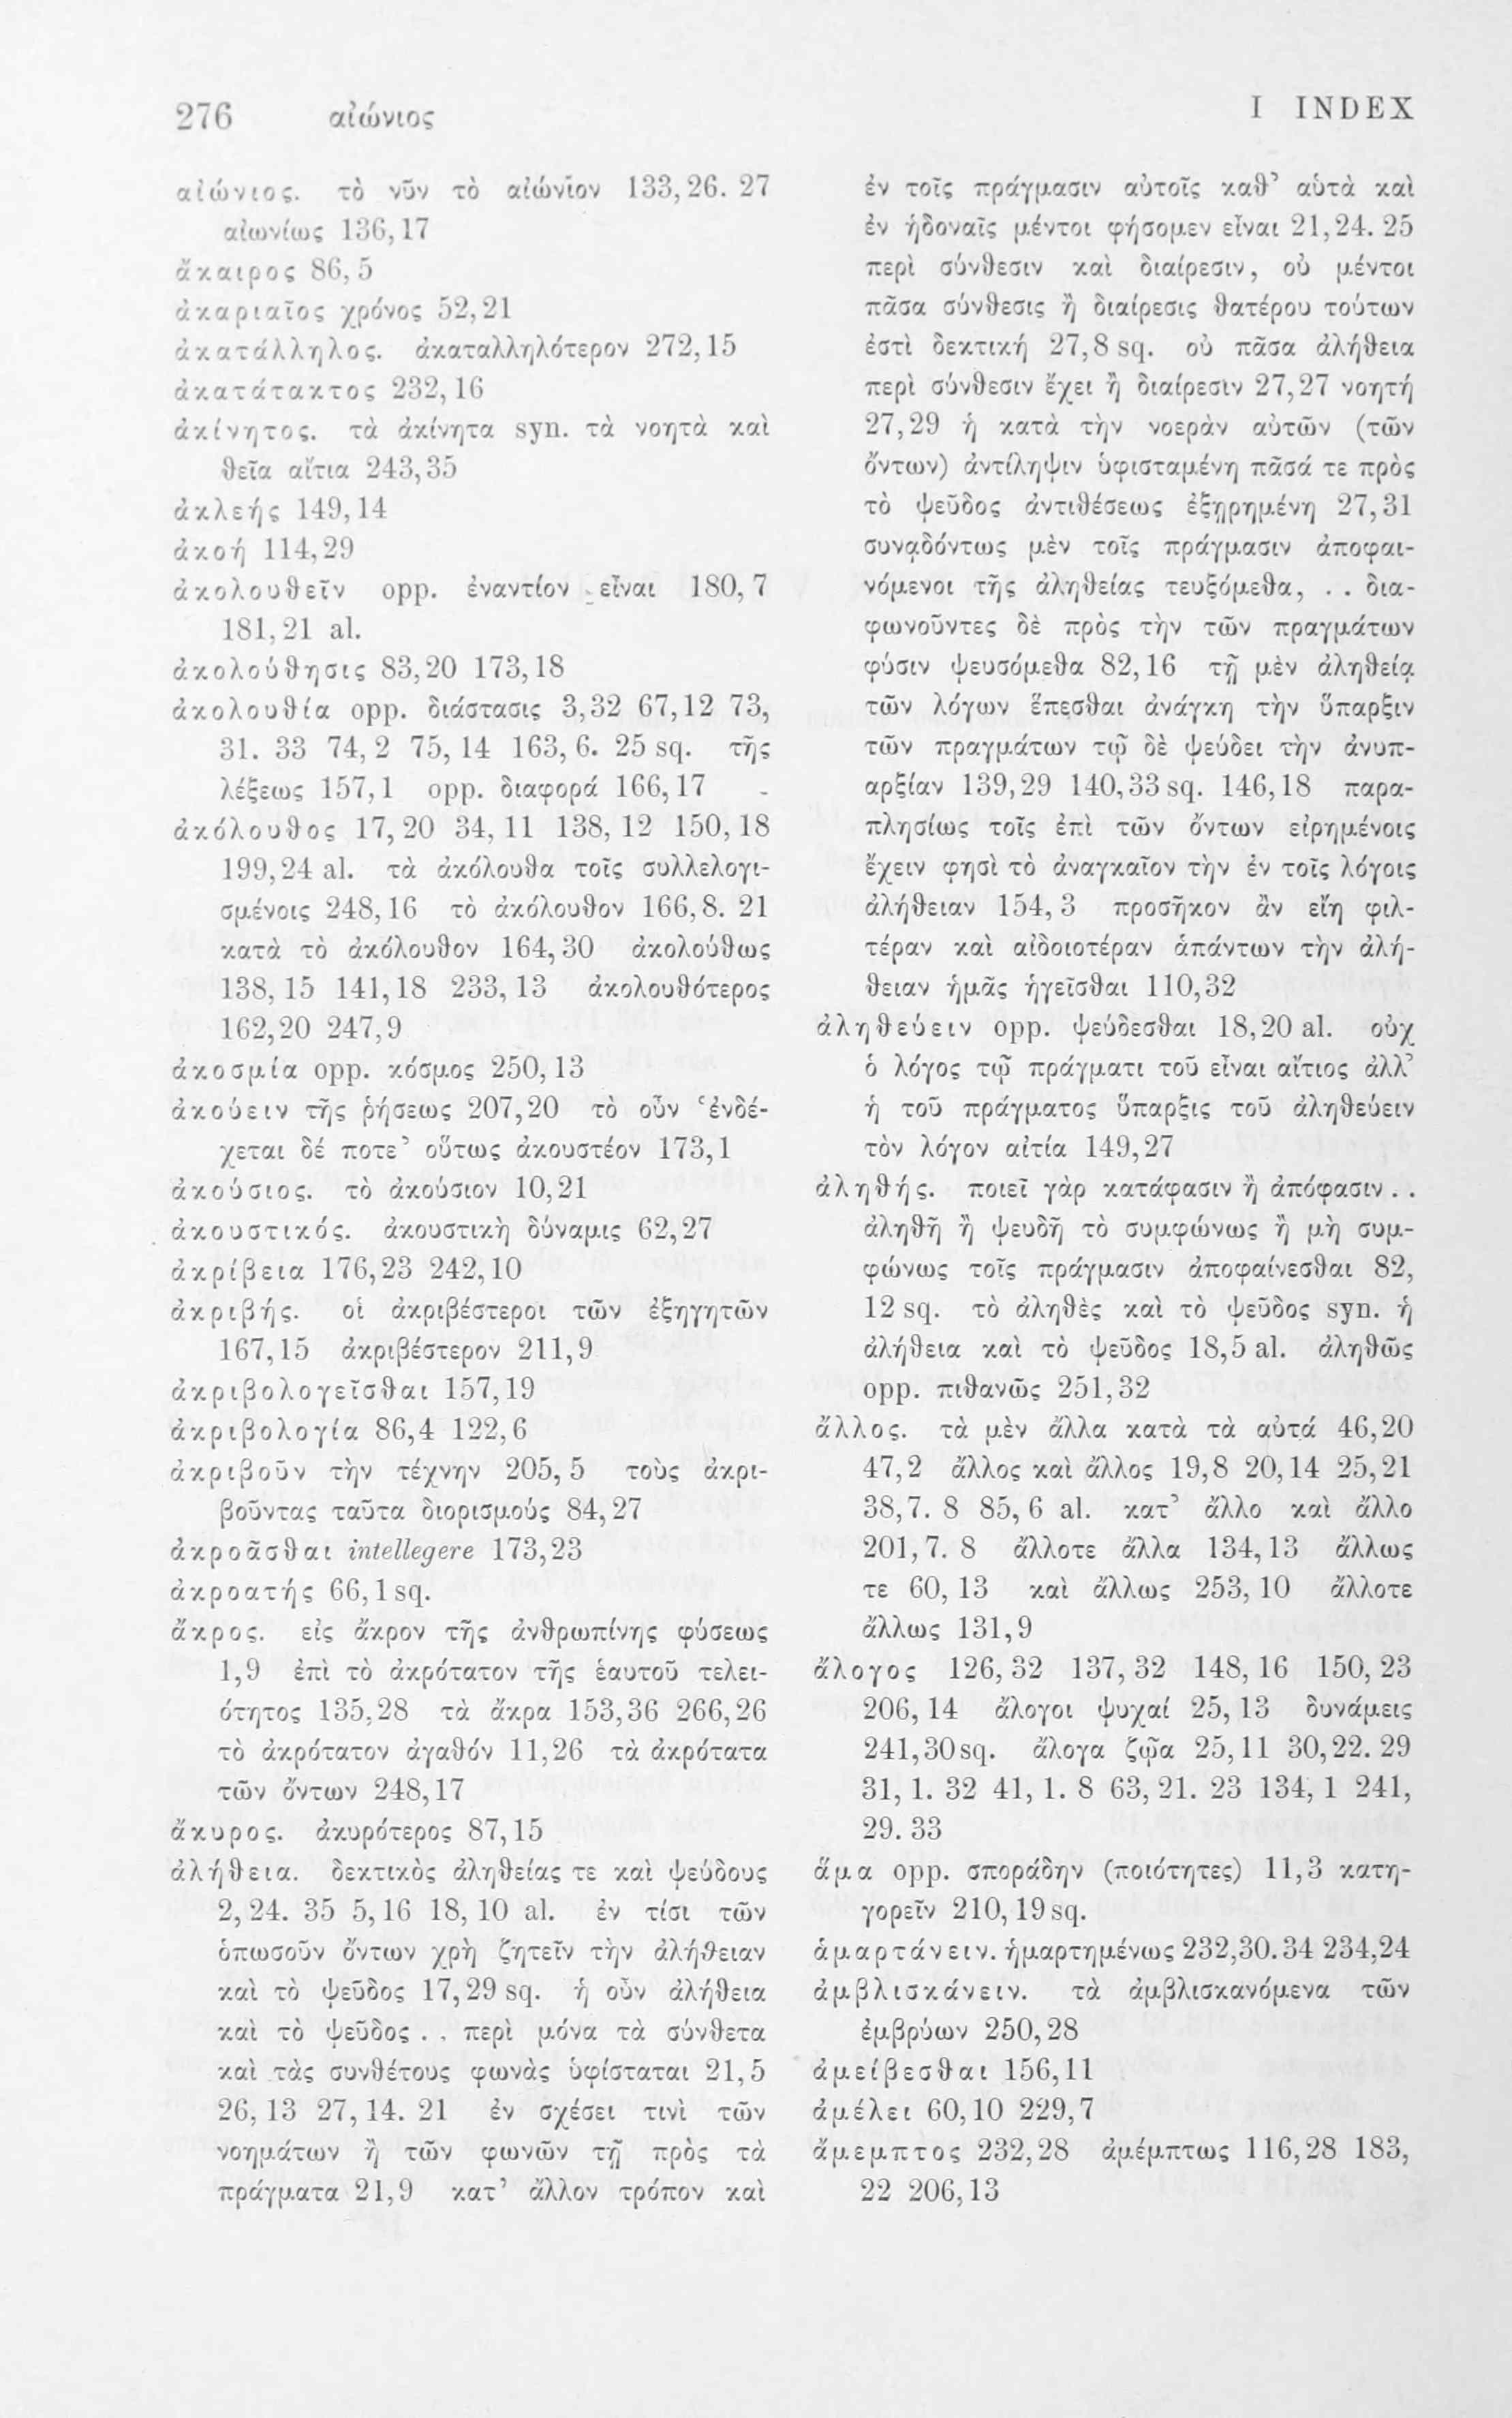 276 αἰώνιος I INDEX
αἰώνιος. τὸ νῦν τὸ αἰώνιον 133,26. 27
αἰωνίως 136,17
ἄκαιρος 86,5
ἀκαριαῖος χρόνος 52,21
ἀκατάλληλος. ἀκαταλληλότερον 272,15
ἀκατάτακτος 232,16
ἀκίνητος. τὰ ἀκίνητα syn. τὰ νοητὰ καὶ
θεῖα αἴτια 243,35
ἀκλεής 149,14
ἀκοή 114,29
ἀκολουθεῖν opp. ἐναντίον εἶναι 180,7
181,21 al.
ἀκολούθησις 83,20 173,18
ἀκολουθία opp. διάστασις 3,32 67,12 73,
31. 33 74,2 75,14 163,6. 25 sq. τῆς
λέξεως 157,1 opp. διαφορά 166,17
ἀκόλουθος 17,20 34,11 138,12 150,18
199,24 al. τὰ ἀκόλουθα τοῖς συλλελογι-
σμένοις 248,16 τὸ ἀκόλουθον 166,8. 21
κατὰ τὸ ἀκόλουθον 164,30 ἀκολούθως
138,15 141,18 233,13 ἀκολουθότερος
162,20 247,9
ἀκοσμία opp. κόσμος 250,13
ἀκούειν τῆς ῥήσεως 207,20 τὸ οὖν ‘ἐνδέ-
χεται δέ ποτε’ οὕτως ἀκουστέον 173,1
ἀκούσιος. τὸ ἀκούσιον 10,21
ἀκουστικός. ἀκουστικὴ δύναμις 62,27
ἀκρίβεια 176,23 242,10
ἀκριβής. οἱ ἀκριβέστεροι τῶν ἐξηγητῶν
167,15 ἀκριβέστερον 211,9
ἀκριβολογεῖσθαι 157,19
ἀκριβολογία 86,4 122,6
ἀκριβοῦν τὴν τέχνην 205,5 τοὺς ἀκρι-
βοῦντας ταῦτα διορισμούς 84,27
ἀκροᾶσθαι intellegere 173,23
ἀκροατής 66,1 sq.
ἄκρος. εἰς ἄκρον τῆς ἀνθρωπίνης φύσεως
1,9 ἐπὶ τὸ ἀκρότατον τῆς ἑαυτοῦ τελει-
ότητος 135,28 τὰ ἄκρα 153,36 266,26
τὸ ἀκρότατον ἀγαθόν 11,26 τὰ ἀκρότατα
τῶν ὄντων 248,17
ἄκυρος. ἀκυρότερος 87,15
ἀλήθεια. δεκτικὸς ἀληθείας τε καὶ ψεύδους
2,24. 35 5,16 18,10 al. ἐν τίσι τῶν
ὁπωσοῦν ὄντων χρὴ ζητεῖν τὴν ἀλήθειαν
καὶ τὸ ψεῦδος 17,29 sq. ἡ οὖν ἀλήθεια
καὶ τὸ ψεῦδος . . περὶ μόνα τὰ σύνθετα
καὶ τὰς συνθέτους φωνὰς ὑφίσταται 21,5
26,13 27,14. 21 ἐν σχέσει τινὶ τῶν
νοημάτων ἢ τῶν φωνῶν τῇ πρὸς τὰ
πράγματα 21,9 κατ’ ἄλλον τρόπον καὶ
ἐν τοῖς πράγμασιν αὐτοῖς καθ’ αὑτὰ καὶ
ἐν ἡδοναῖς μέντοι φήσομεν εἶναι 21,24. 25
περὶ σύνθεσιν καὶ διαίρεσιν, οὐ μέντοι
πᾶσα σύνθεσις ἢ διαίρεσις θατέρου τούτων
ἐστὶ δεκτική 27,8 sq. οὐ πᾶσα ἀλήθεια
περὶ σύνθεσιν ἔχει ἢ διαίρεσιν 27,27 νοητή
27,29 ἡ κατὰ τὴν νοερὰν αὐτῶν (τῶν
ὄντων) ἀντίληψιν ὑφισταμένη πᾶσά τε πρὸς
τὸ ψεῦδος ἀντιθέσεως ἐξῃρημένη 27,31
συνᾳδόντως μὲν τοῖς πράγμασιν ἀποφαι-
νόμενοι τῆς ἀληθείας τευξόμεθα, . . δια-
φωνοῦντες δὲ πρὸς τὴν τῶν πραγμάτων
φύσιν ψευσόμεθα 82,16 τῇ μὲν ἀληθείᾳ
τῶν λόγων ἕπεσθαι ἀνάγκη τὴν ὕπαρξιν
τῶν πραγμάτων τῷ δὲ ψεύδει τὴν ἀνυπ-
αρξίαν 139,29 140,33 sq. 146,18 παρα-
πλησίως τοῖς ἐπὶ τῶν ὄντων εἰρημένοις
ἔχειν φησὶ τὸ ἀναγκαῖον τὴν ἐν τοῖς λόγοις
ἀλήθειαν 154,3 προσῆκον ἂν εἴη φιλ-
τέραν καὶ αἰδοιοτέραν ἁπάντων τὴν ἀλή-
θειαν ἡμᾶς ἡγεῖσθαι 110,32
ἀληθεύειν opp. ψεύδεσθαι 18,20 al. οὐχ
ὁ λόγος τῷ πράγματι τοῦ εἶναι αἴτιος ἀλλ’
ἡ τοῦ πράγματος ὕπαρξις τοῦ ἀληθεύειν
τὸν λόγον αἰτία 149,27
ἀληθής. ποιεῖ γὰρ κατάφασιν ἢ ἀπόφασιν . .
ἀληθῆ ἢ ψευδῆ τὸ συμφώνως ἢ μὴ συμ-
φώνως τοῖς πράγμασιν ἀποφαίνεσθαι 82,
12 sq. τὸ ἀληθὲς καὶ τὸ ψεῦδος syn. ἡ
ἀλήθεια καὶ τὸ ψεῦδος 18,5 al. ἀληθῶς
opp. πιθανῶς 251,32
ἄλλος. τὰ μὲν ἄλλα κατὰ τὰ αὐτά 46,20
47,2 ἄλλος καὶ ἄλλος 19,8 20,14 25,21
38,7. 8 85,6 al. κατ’ ἄλλο καὶ ἄλλο
201,7. 8 ἄλλοτε ἄλλα 134,13 ἄλλως
τε 60,13 καὶ ἄλλως 253,10 ἄλλοτε
ἄλλως 131,9
ἄλογος 126,32 137,32 148,16 150,23
206,14 ἄλογοι ψυχαί 25,13 δυνάμεις
241,30 sq. ἄλογα ζῷα 25,11 30,22. 29
31,1. 32 41,1. 8 63,21. 23 134,1 241,
29. 33
ἅμα opp. σποράδην (ποιότητες) 11,3 κατη-
γορεῖν 210,19 sq.
ἁμαρτάνειν. ἡμαρτημένως 232,30. 34 234,24
ἀμβλισκάνειν. τὰ ἀμβλισκανόμενα τῶν
ἐμβρύων 250,28
ἀμείβεσθαι 156,11
ἀμέλει 60,10 229,7
ἄμεμπτος 232,28 ἀμέμπτως 116,28 183,
22 206,13